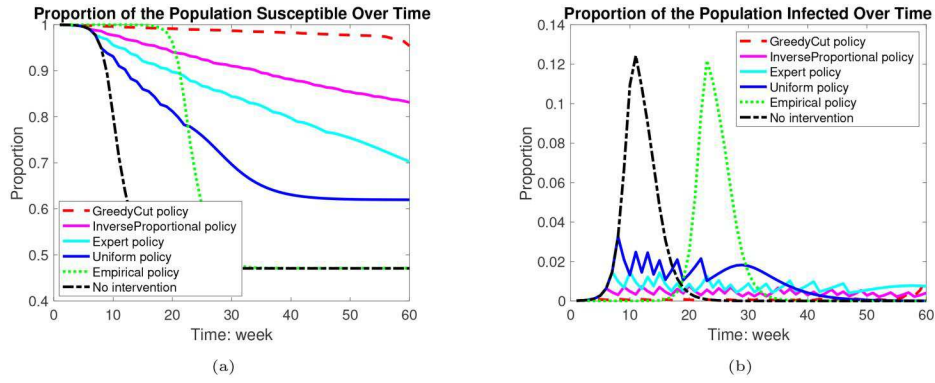 Proportion of the Population Susceptible Over Time
1
0.9
0.8
0.7
0.6
0.5
0.4
Proportion
GreedyCut policy
InverseProportional policy
Expert policy
Uniform policy
Empirical policy
No intervention
0 10 20 30 40 50 60
Time: week
(a)
Proportion of the Population Infected Over Time
0.14
0.12
0.1
0.08
0.06
0.04
0.02
0
Proportion
GreedyCut policy
InverseProportional policy
Expert policy
Uniform policy
Empirical policy
No intervention
0 10 20 30 40 50 60
Time: week
(b)